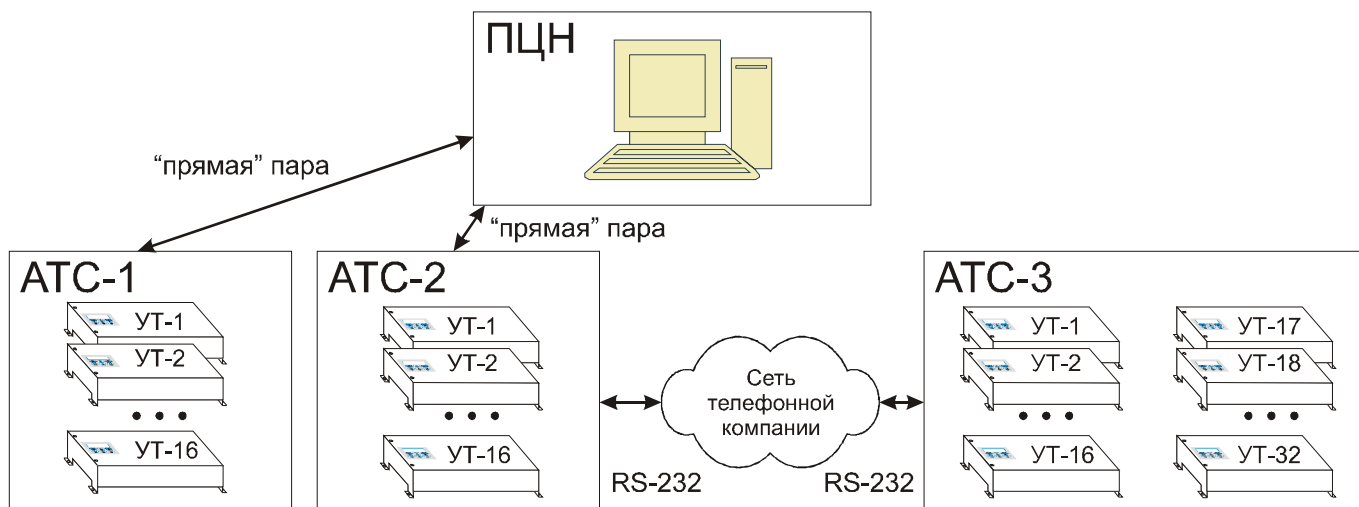 ПЦН
“прямая” пара
“прямая” пара
АТС-1
УТ-1
УТ-2
УТ-16
АТС-2
УТ-1
УТ-2
УТ-16
Сеть
телефонной
компании
RS-232
RS-232
АТС-3
УТ-1
УТ-2
УТ-16
УТ-17
УТ-18
УТ-32